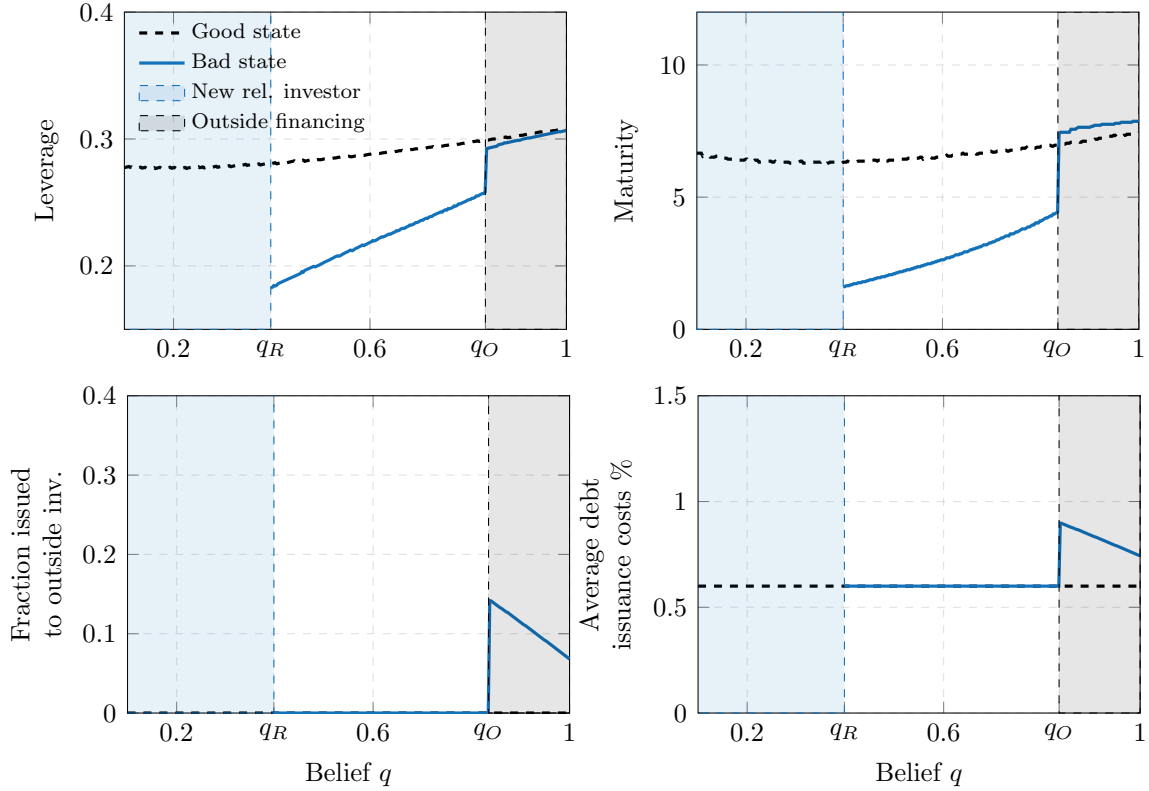 0.4
0.3
0.2
Leverage
Good state
Bad state
New rel. investor
Outside financing
0.2
q_R
0.6
q_O
1
10
5
0
Maturity
0.2
q_R
0.6
q_O
1
0.4
0.3
0.2
0.1
0
Fraction issued
to outside inv.
0.2
q_R
0.6
q_O
1
Belief q
1.5
1
0.5
0
Average debt
issuance costs %
0.2
q_R
0.6
q_O
1
Belief q